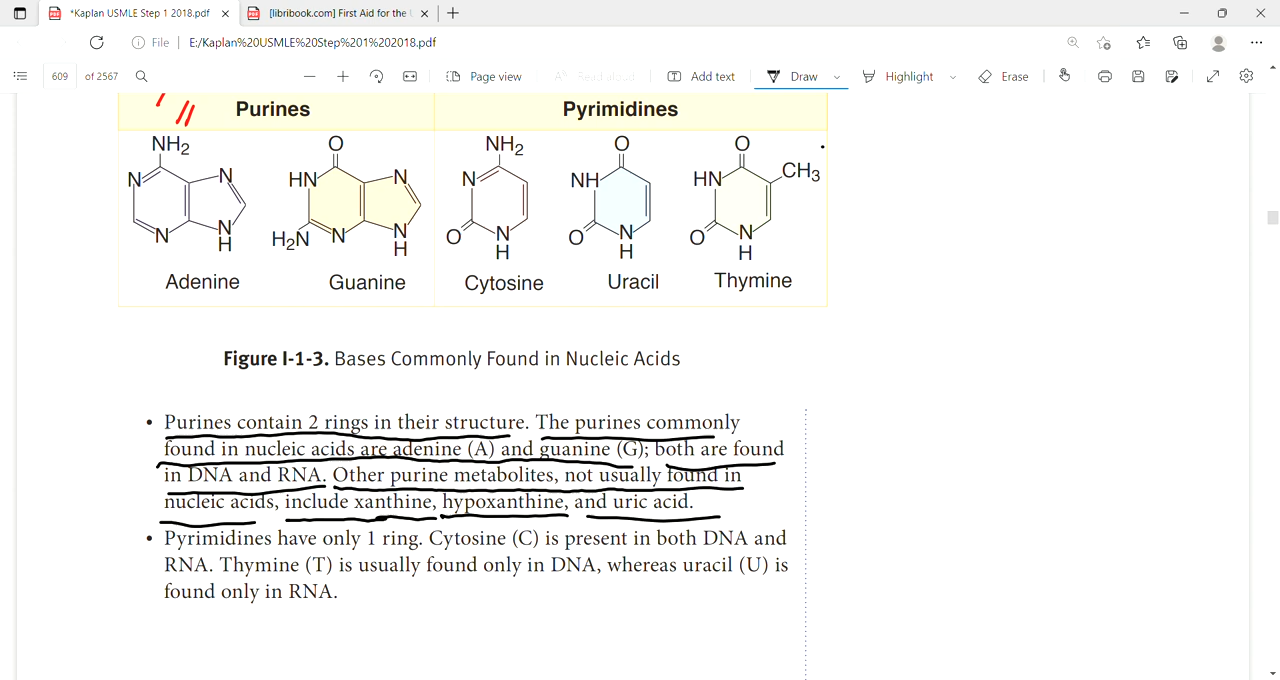 *Kaplan USMLE Step 1 2018.pdf
[libribook.com] First Aid for the
File E:/Kaplan%20USMLE%20Step%201%202018.pdf
609 of 2567 Page view Read aloud Add text Draw Highlight Erase
Purines Pyrimidines
NH2 O NH2 O O
N N HN N N NH HN CH3
N N H2N N N O N O N O N
H H H H H
Adenine Guanine Cytosine Uracil Thymine
Figure I-1-3. Bases Commonly Found in Nucleic Acids
• Purines contain 2 rings in their structure. The purines commonly
found in nucleic acids are adenine (A) and guanine (G); both are found
in DNA and RNA. Other purine metabolites, not usually found in
nucleic acids, include xanthine, hypoxanthine, and uric acid.
• Pyrimidines have only 1 ring. Cytosine (C) is present in both DNA and
RNA. Thymine (T) is usually found only in DNA, whereas uracil (U) is
found only in RNA.